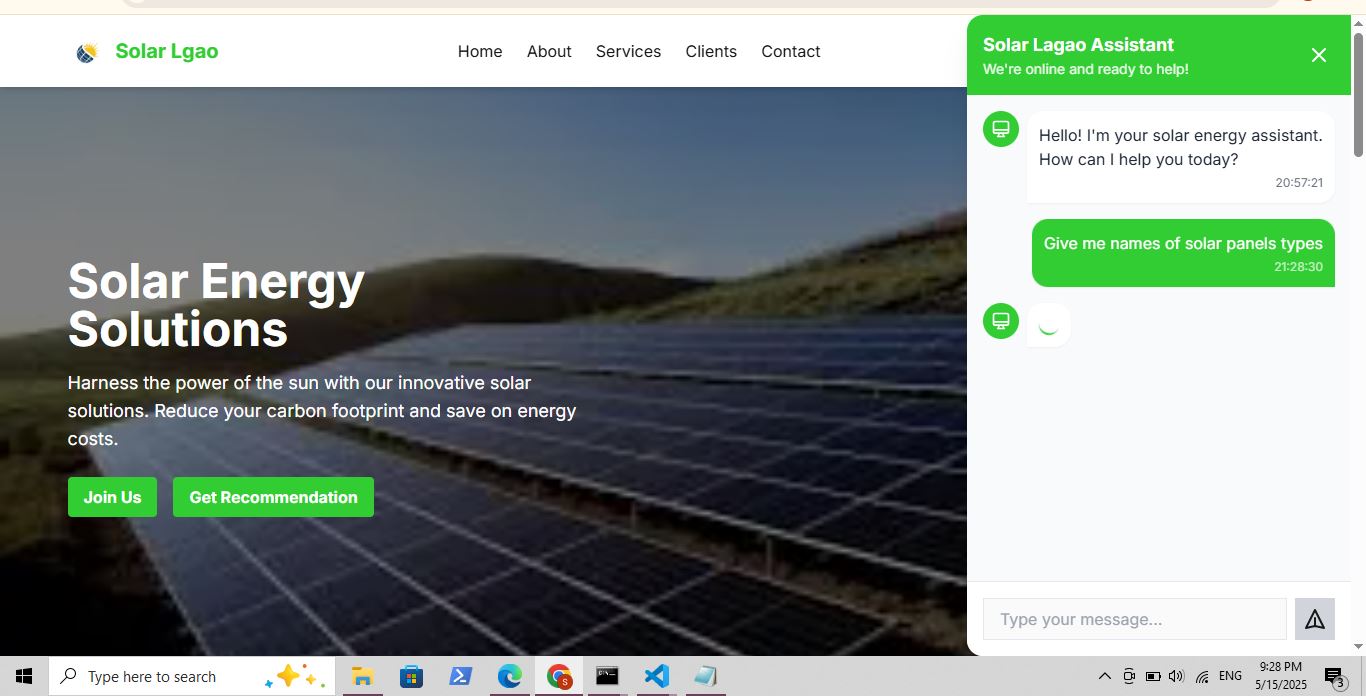 Solar Lgao
Home About Services Clients Contact
Solar Energy
Solutions
Harness the power of the sun with our innovative solar
solutions. Reduce your carbon footprint and save on energy
costs.
Join Us Get Recommendation
Solar Lagao Assistant
We're online and ready to help!
Hello! I'm your solar energy assistant.
How can I help you today?
20:57:21
Give me names of solar panels types
21:28:30
Type your message...
Type here to search
S
ENG
9:28 PM
5/15/2025
3